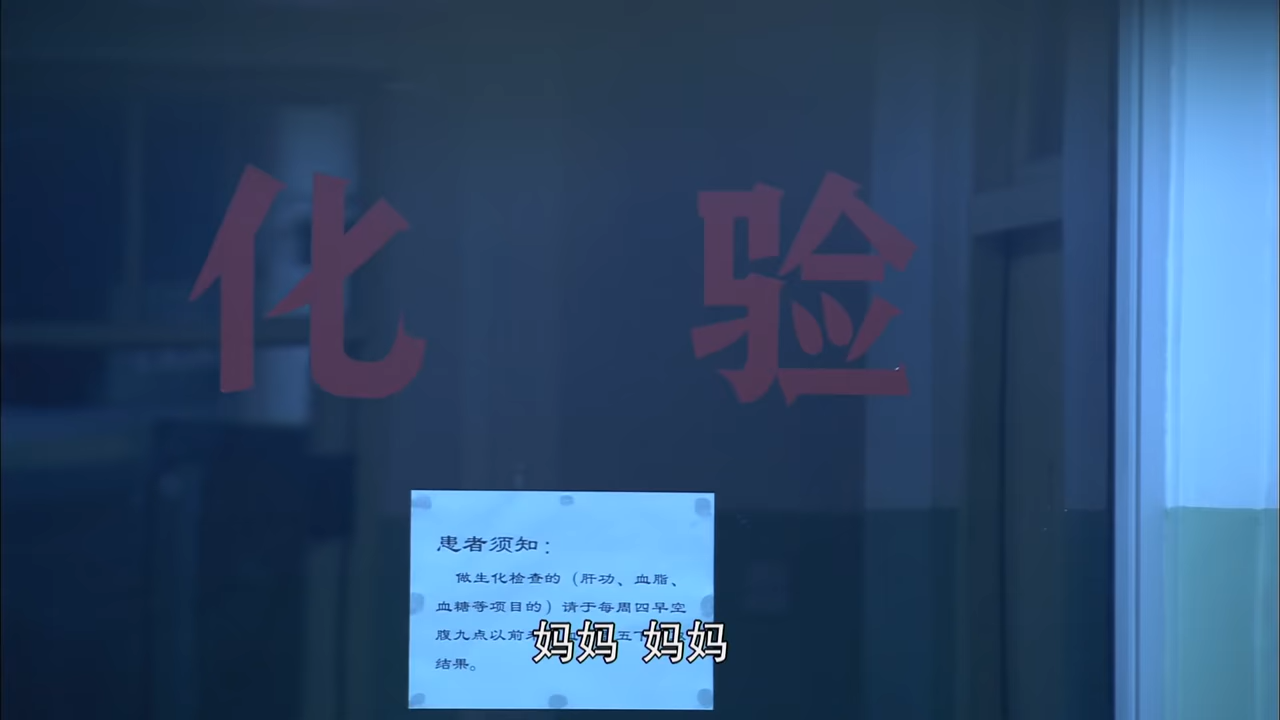 化 验
患者须知：
做生化检查的（肝功、血脂、
血糖等项目的）请于每周四早空
腹九点以前
结果。
妈妈 妈妈